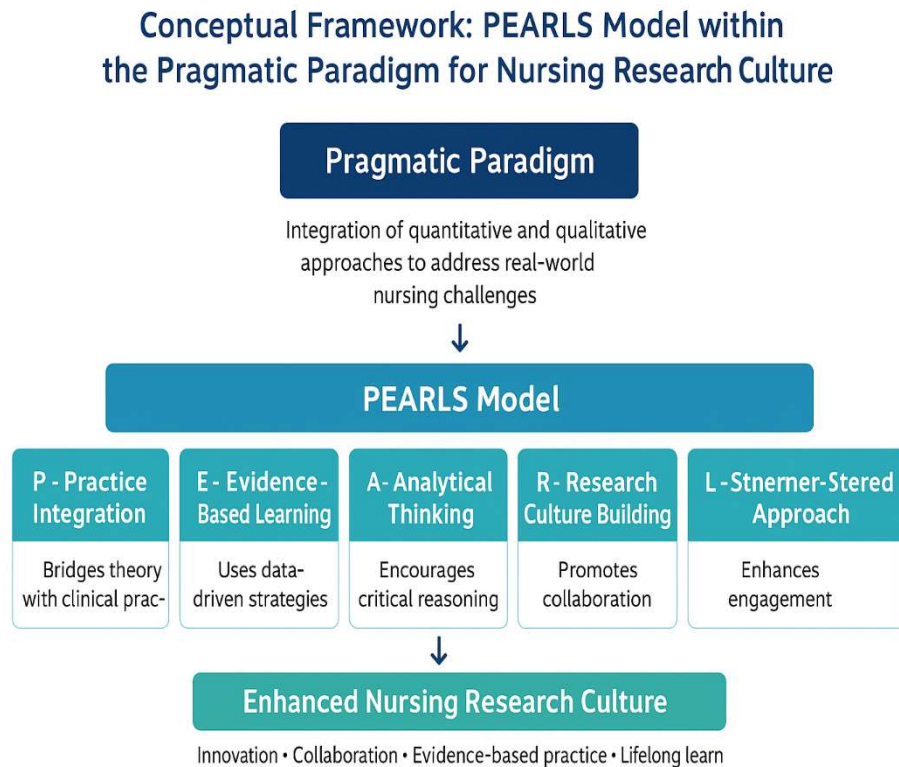 Conceptual Framework: PEARLS Model within
the Pragmatic Paradigm for Nursing Research Culture
Pragmatic Paradigm
Integration of quantitative and qualitative
approaches to address real-world
nursing challenges
PEARLS Model
P - Practice
Integration
Bridges theory
with clinical prac-
E - Evidence-
Based Learning
Uses data-
driven strategies
A- Analytical
Thinking
Encourages
critical reasoning
R - Research
Culture Building
Promotes
collaboration
L - Stnerner-Stered
Approach
Enhances
engagement
Enhanced Nursing Research Culture
Innovation • Collaboration • Evidence-based practice • Lifelong learn